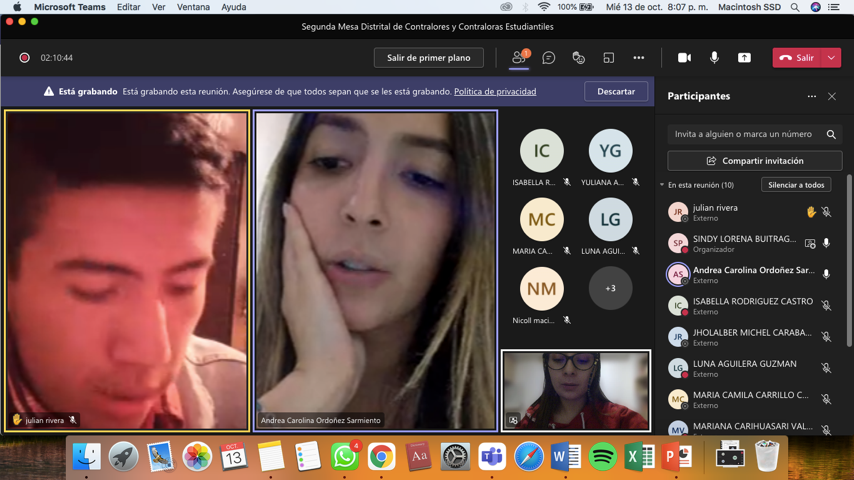 Microsoft Teams Editar Ver Ventana Ayuda 100% Mié 13 de oct. 8:07 p. m. Macintosh SSD
Segunda Mesa Distrital de Contralores y Contraloras Estudiantiles
02:10:44 Salir de primer plano 1 Salir
Está grabando Está grabando esta reunión. Asegúrese de que todos sepan que se les está grabando. Política de privacidad Descartar
julian rivera
Andrea Carolina Ordoñez Sarmiento
IC
ISABELLA R...
YG
YULIANA A...
MC
MARIA CA...
LG
LUNA AGUI...
NM
Nicoll maci...
+3
Participantes
Invita a alguien o marca un número
Compartir invitación
En esta reunión (10) Silenciar a todos
JR julian rivera
Externo
SP SINDY LORENA BUITRAG...
Organizador
AS Andrea Carolina Ordoñez Sar...
Externo
IC ISABELLA RODRIGUEZ CASTRO
Externo
JR JHOLALBER MICHEL CARABA...
Externo
LG LUNA AGUILERA GUZMAN
Externo
MC MARIA CAMILA CARRILLO C...
Externo
MV MARIANA CARIHUASARI VAL...
OCT.
13
4
Aa
W
X
P